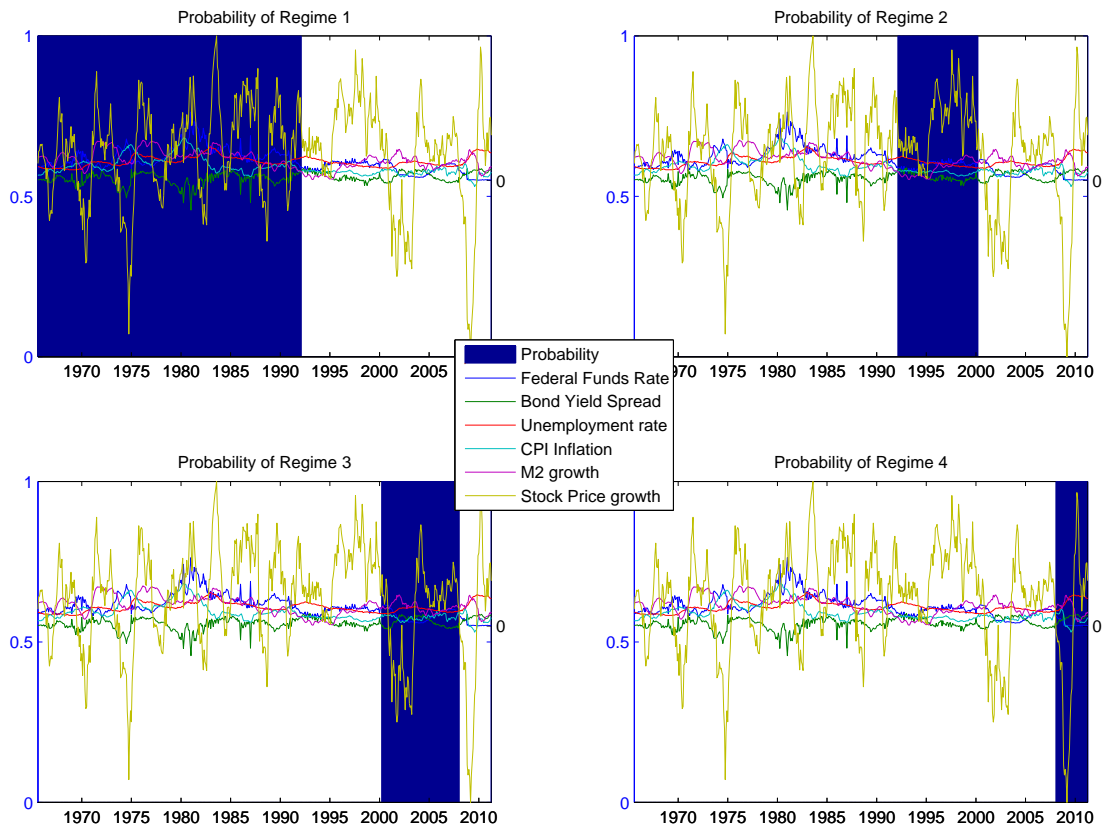 Probability of Regime 1
1
0.5
0
0
1970 1975 1980 1985 1990 1995 2000 2005
Probability of Regime 2
1
0.5
0
0
1975 1980 1985 1990 1995 2000 2005 2010
Probability
Federal Funds Rate
Bond Yield Spread
Unemployment rate
CPI Inflation
M2 growth
Stock Price growth
Probability of Regime 3
1
0.5
0
0
1970 1975 1980 1985 1990 1995 2000 2005 2010
Probability of Regime 4
1
0.5
0
0
1970 1975 1980 1985 1990 1995 2000 2005 2010